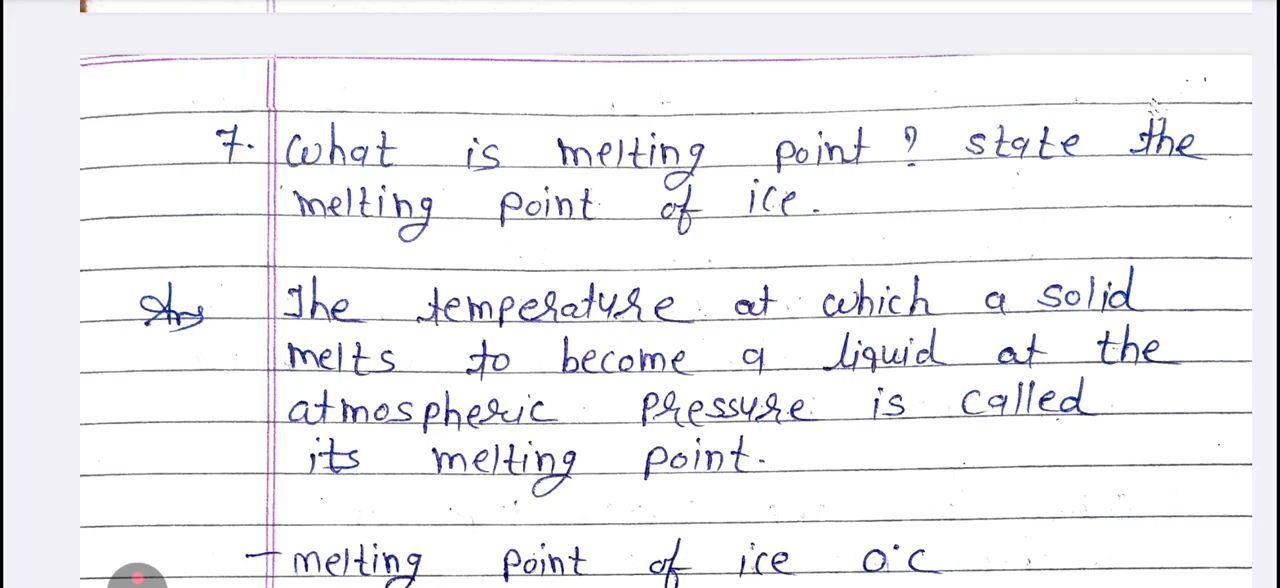 7. What is melting point? state the
melting point of ice.
Ans The temperature at which a solid
melts to become a liquid at the
atmospheric pressure is called
its melting point.
- melting point of ice 0°C